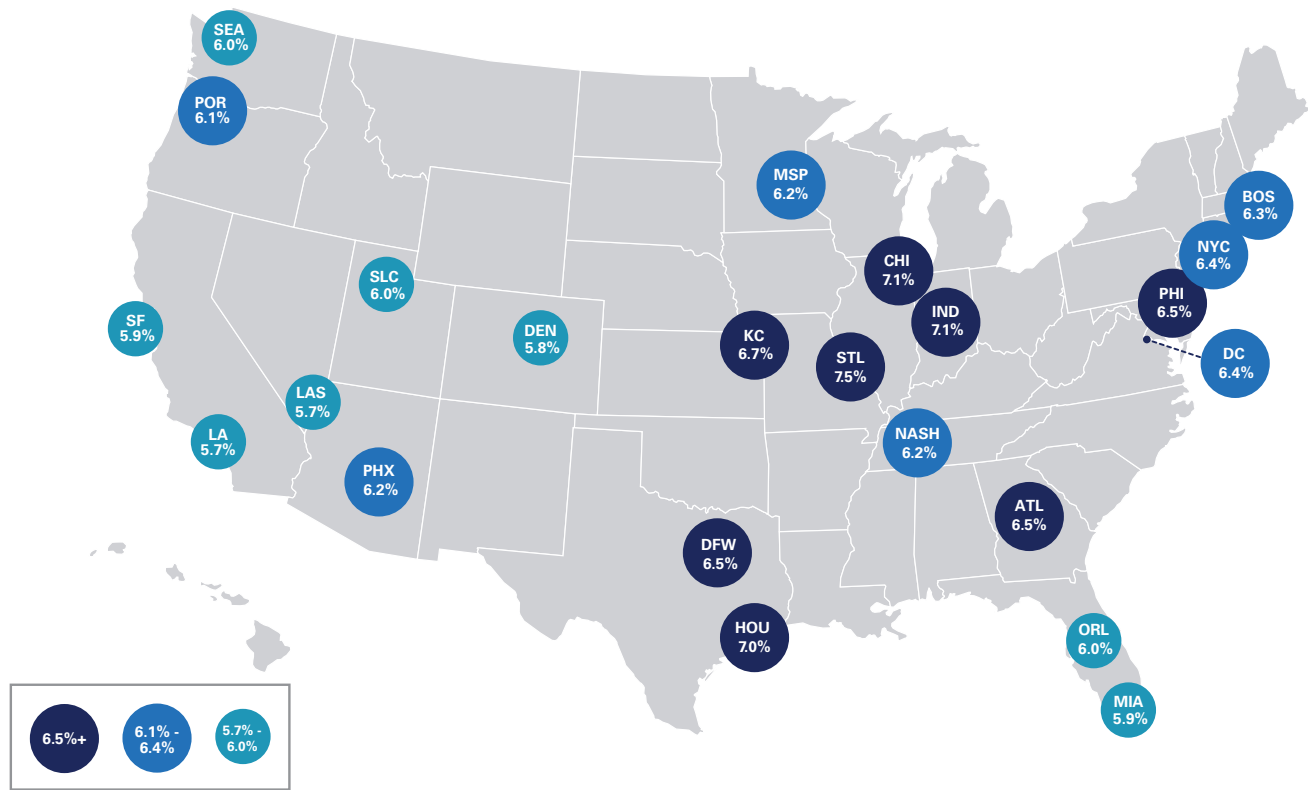 SEA
6.0%
POR
6.1%
MSP
6.2%
BOS
6.3%
NYC
6.4%
CHI
7.1%
SLC
6.0%
PHI
6.5%
IND
7.1%
SF
5.9%
DEN
5.8%
KC
6.7%
STL
7.5%
DC
6.4%
LAS
5.7%
LA
5.7%
NASH
6.2%
PHX
6.2%
ATL
6.5%
DFW
6.5%
HOU
7.0%
ORL
6.0%
MIA
5.9%
6.5%+
6.1% -
6.4%
5.7% -
6.0%